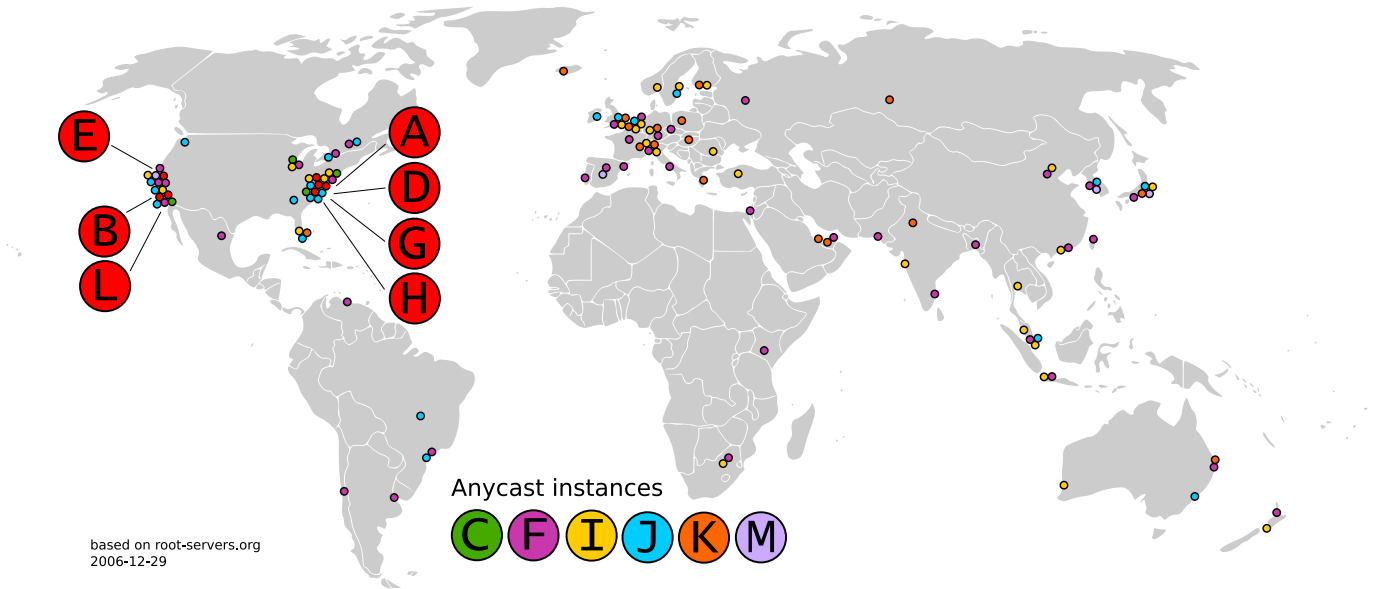 E
A
D
B
G
L
H
Anycast instances
C F I J K M
based on root-servers.org
2006-12-29